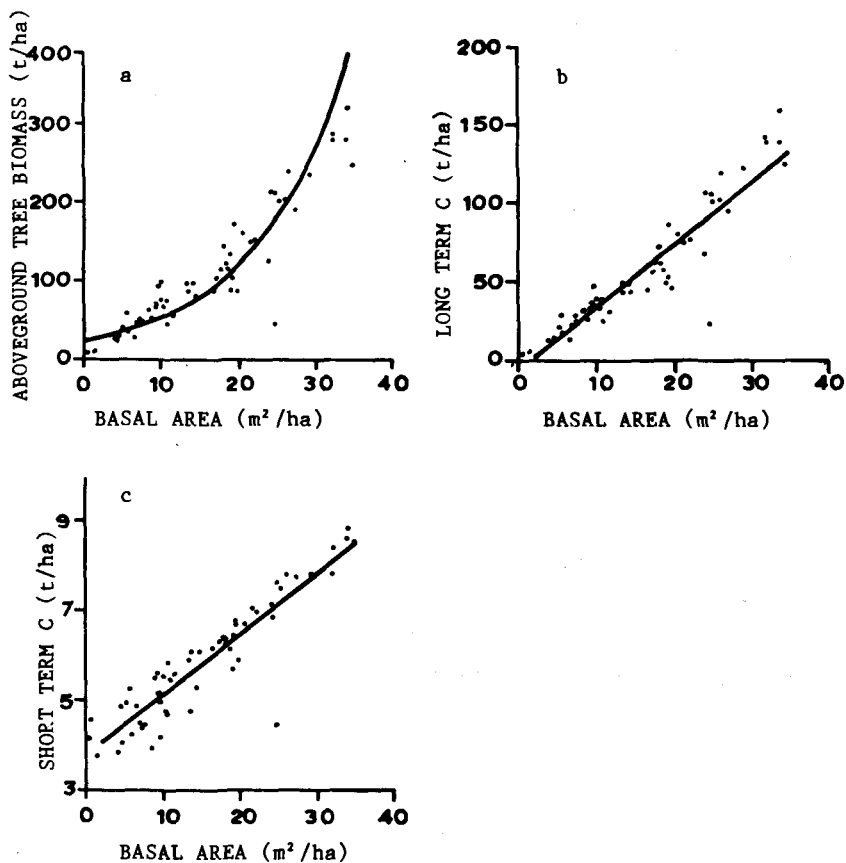 a
ABOVEGROUND TREE BIOMASS (t/ha)
400
300
200
100
0
0 10 20 30 40
BASAL AREA (m²/ha)
b
LONG TERM C (t/ha)
200
150
100
50
0
0 10 20 30 40
BASAL AREA (m²/ha)
c
SHORT TERM C (t/ha)
9
7
5
3
0 10 20 30 40
BASAL AREA (m²/ha)